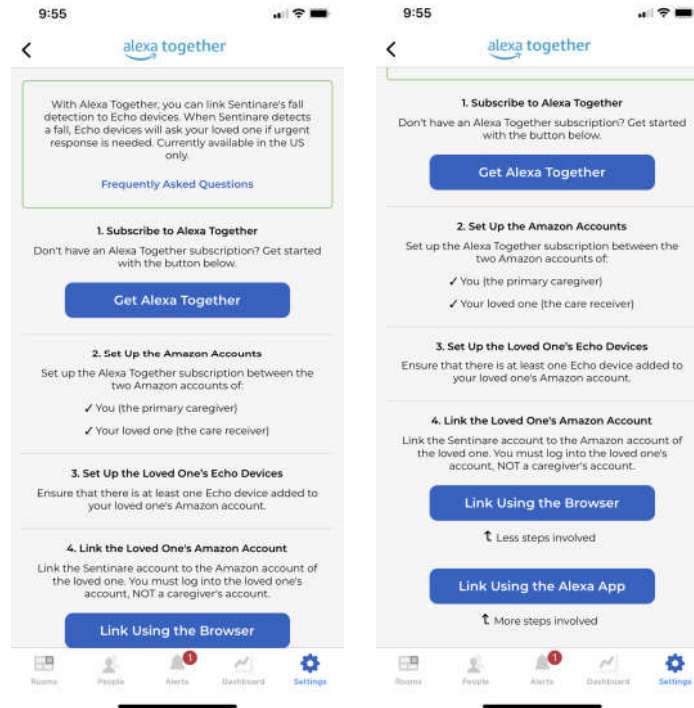 9:55
alexa together
With Alexa Together, you can link Sentinare's fall
detection to Echo devices. When Sentinare detects
a fall, Echo devices will ask your loved one if urgent
response is needed. Currently available in the US
only.
Frequently Asked Questions
1. Subscribe to Alexa Together
Don't have an Alexa Together subscription? Get started
with the button below.
Get Alexa Together
2. Set Up the Amazon Accounts
Set up the Alexa Together subscription between the
two Amazon accounts of:
✓ You (the primary caregiver)
✓ Your loved one (the care receiver)
3. Set Up the Loved One's Echo Devices
Ensure that there is at least one Echo device added to
your loved one's Amazon account.
4. Link the Loved One's Amazon Account
Link the Sentinare account to the Amazon account of
the loved one. You must log into the loved one's
account, NOT a caregiver's account.
Link Using the Browser
1
Rooms People Alerts Dashboard Settings
9:55
alexa together
1. Subscribe to Alexa Together
Don't have an Alexa Together subscription? Get started
with the button below.
Get Alexa Together
2. Set Up the Amazon Accounts
Set up the Alexa Together subscription between the
two Amazon accounts of:
✓ You (the primary caregiver)
✓ Your loved one (the care receiver)
3. Set Up the Loved One's Echo Devices
Ensure that there is at least one Echo device added to
your loved one's Amazon account.
4. Link the Loved One's Amazon Account
Link the Sentinare account to the Amazon account of
the loved one. You must log into the loved one's
account, NOT a caregiver's account.
Link Using the Browser
Less steps involved
Link Using the Alexa App
More steps involved
1
Rooms People Alerts Dashboard Settings